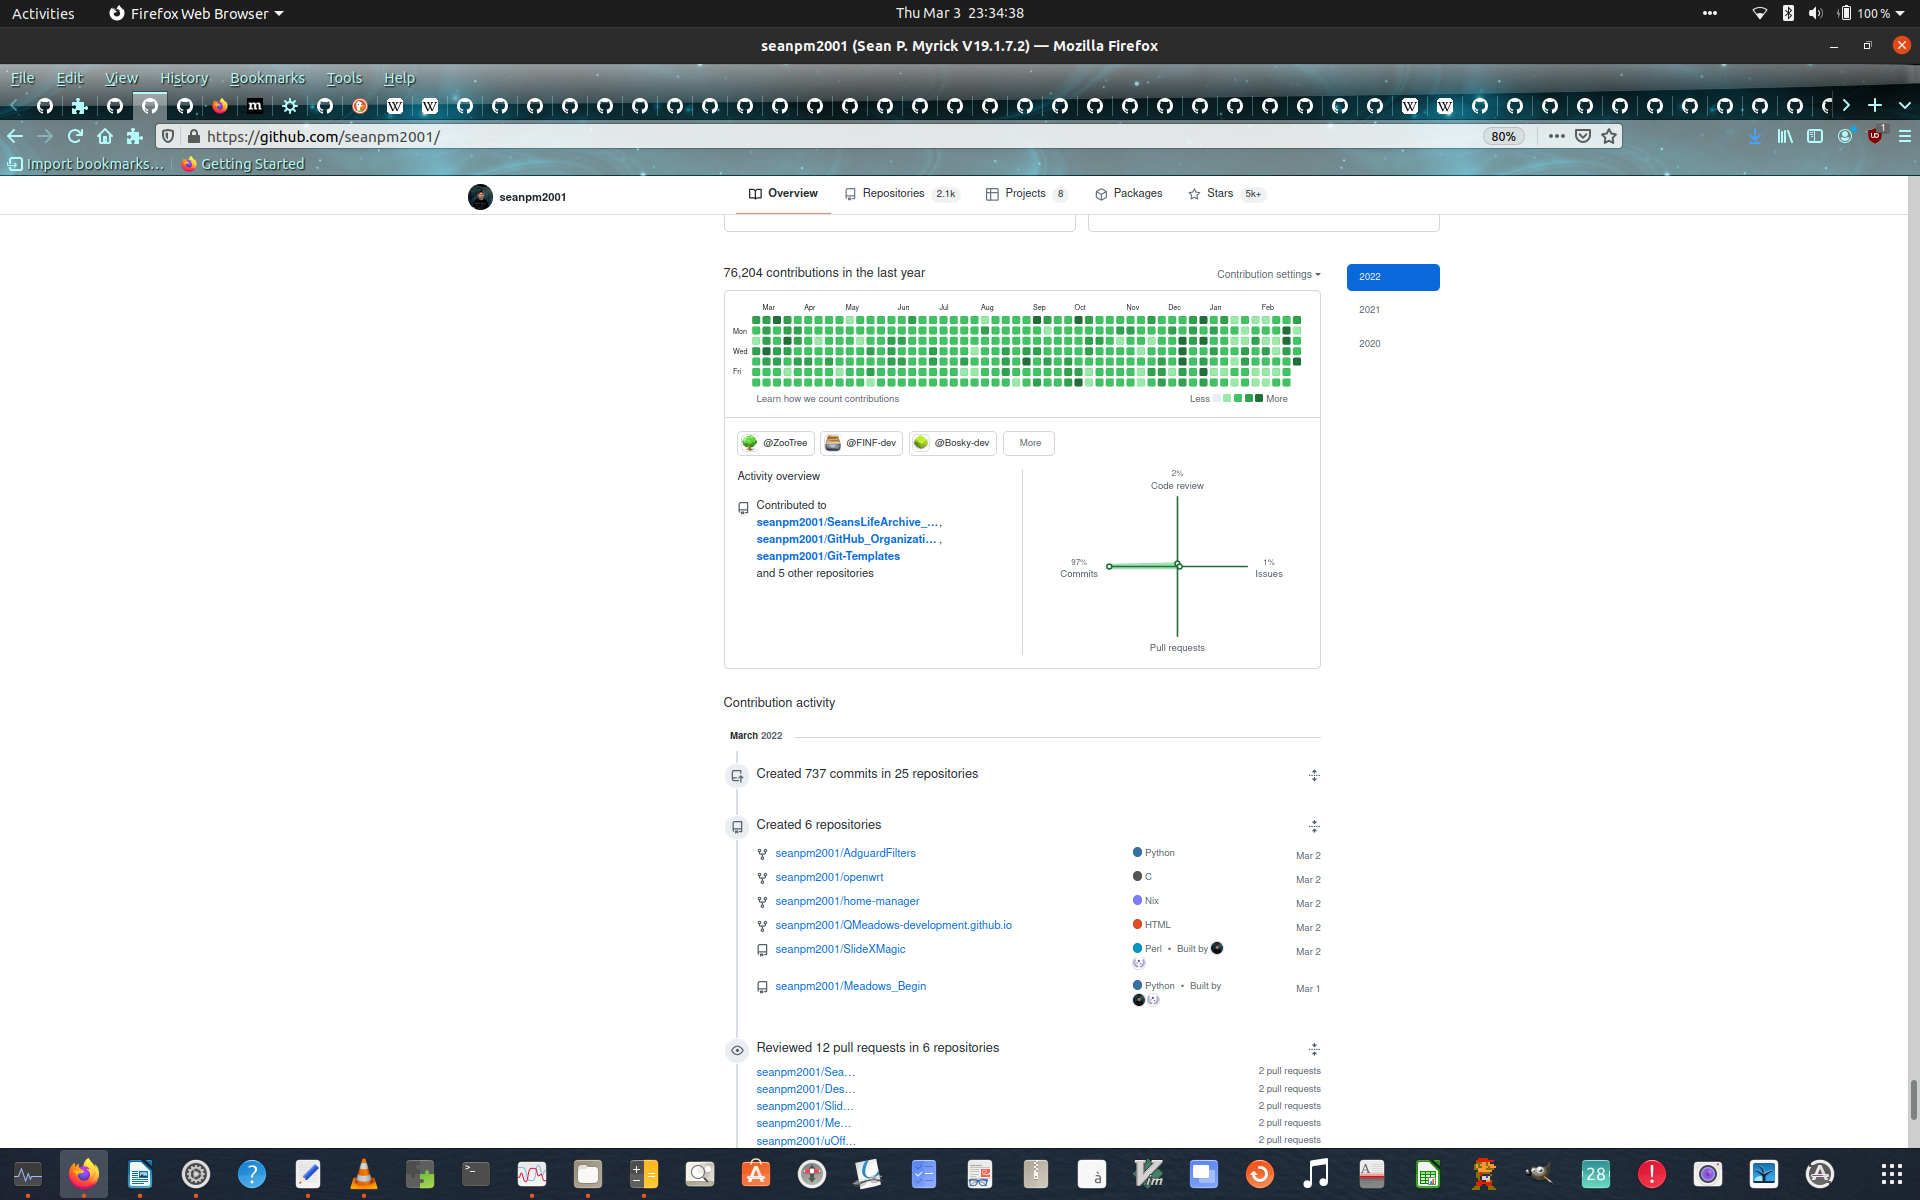 Activities
Firefox Web Browser
Thu Mar 3 23:34:38
100 %
seanpm2001 (Sean P. Myrick V19.1.7.2) — Mozilla Firefox
File Edit View History Bookmarks Tools Help
https://github.com/seanpm2001/
80%
1
Import bookmarks…
Getting Started
seanpm2001
Overview
Repositories 2.1k
Projects 8
Packages
Stars 5k+
76,204 contributions in the last year
Contribution settings
2022
2021
2020
Mar Apr May Jun Jul Aug Sep Oct Nov Dec Jan Feb
Mon
Wed
Fri
Learn how we count contributions
Less More
@ZooTree
@FINF-dev
@Bosky-dev
More
Activity overview
Contributed to
seanpm2001/SeansLifeArchive_…,
seanpm2001/GitHub_Organizati… ,
seanpm2001/Git-Templates
and 5 other repositories
2%
Code review
97%
Commits
1%
Issues
Pull requests
Contribution activity
March 2022
Created 737 commits in 25 repositories
Created 6 repositories
seanpm2001/AdguardFilters Python Mar 2
seanpm2001/openwrt C Mar 2
seanpm2001/home-manager Nix Mar 2
seanpm2001/QMeadows-development.github.io HTML Mar 2
seanpm2001/SlideXMagic Perl • Built by Mar 2
seanpm2001/Meadows_Begin Python • Built by Mar 1
Reviewed 12 pull requests in 6 repositories
seanpm2001/Sea… 2 pull requests
seanpm2001/Des… 2 pull requests
seanpm2001/Slid… 2 pull requests
seanpm2001/Me… 2 pull requests
seanpm2001/uOff… 2 pull requests
28